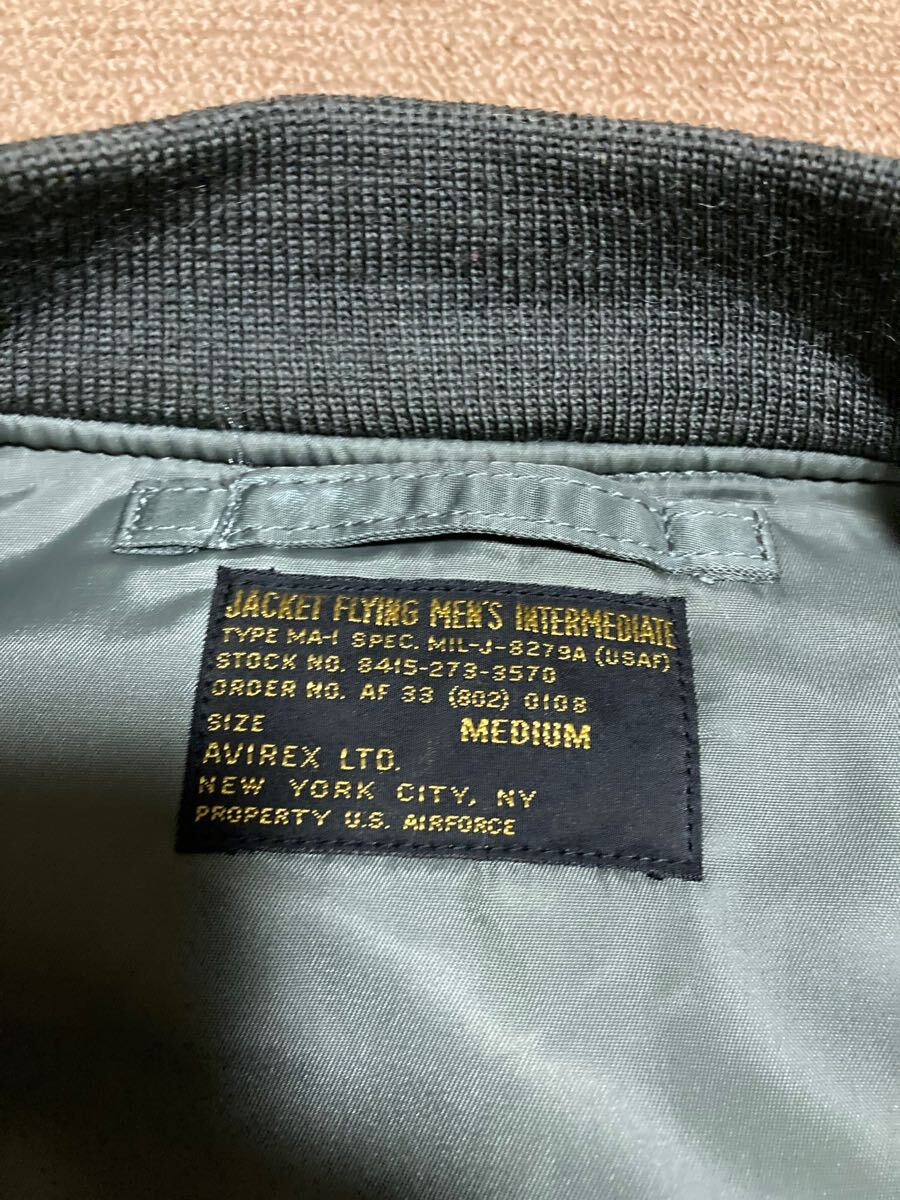 JACKET FLYING MEN'S INTERMEDIATE
TYPE MA-1 SPEC. MIL-J-8279A (USAF)
STOCK NO. 8415-273-3570
ORDER NO. AF 33 (802) 0108
SIZE MEDIUM
AVIREX LTD.
NEW YORK CITY, NY
PROPERTY U.S. AIRFORCE